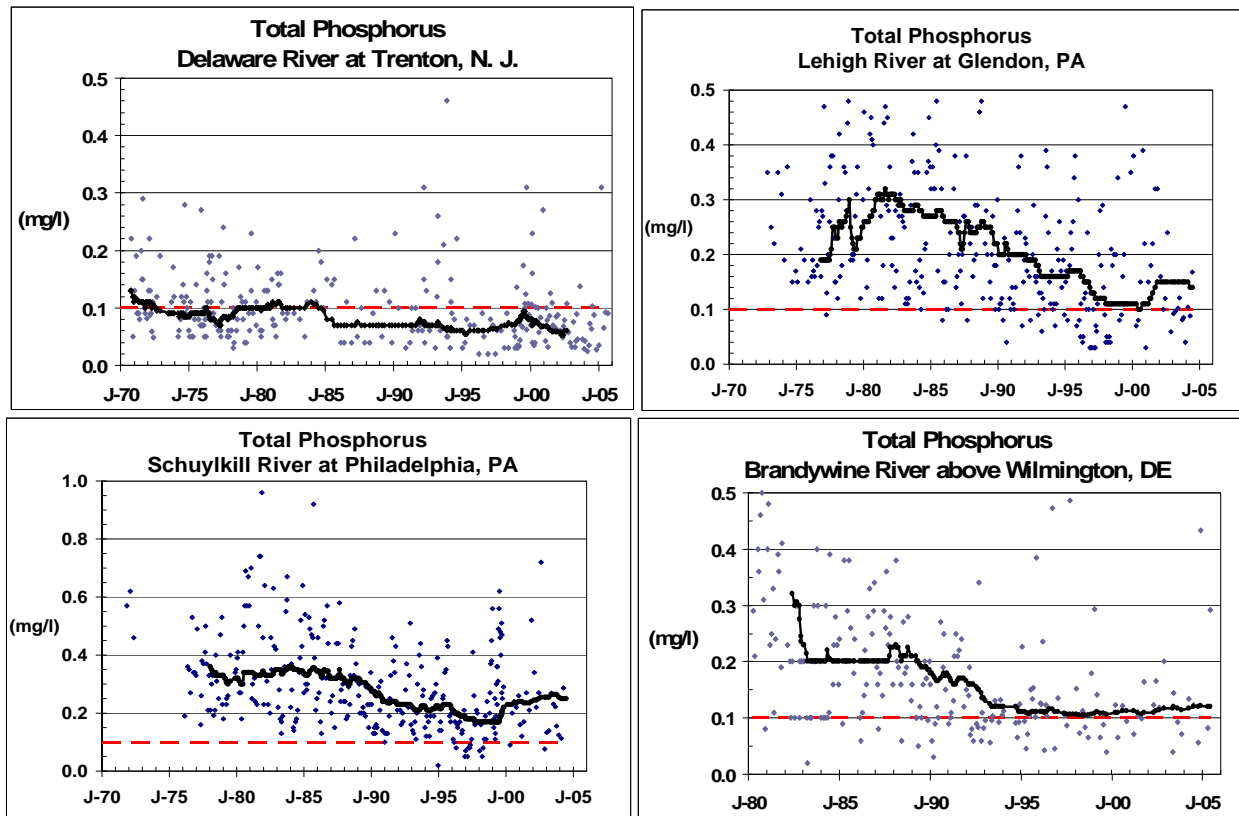 Total Phosphorus
Delaware River at Trenton, N. J.
0.5
0.4
0.3
0.2
0.1
0.0
(mg/l)
J-70 J-75 J-80 J-85 J-90 J-95 J-00 J-05
Total Phosphorus
Lehigh River at Glendon, PA
0.5
0.4
0.3
0.2
0.1
0.0
(mg/l)
J-70 J-75 J-80 J-85 J-90 J-95 J-00 J-05
Total Phosphorus
Schuylkill River at Philadelphia, PA
1.0
0.8
0.6
0.4
0.2
0.0
(mg/l)
J-70 J-75 J-80 J-85 J-90 J-95 J-00 J-05
Total Phosphorus
Brandywine River above Wilmington, DE
0.5
0.4
0.3
0.2
0.1
0.0
(mg/l)
J-80 J-85 J-90 J-95 J-00 J-05